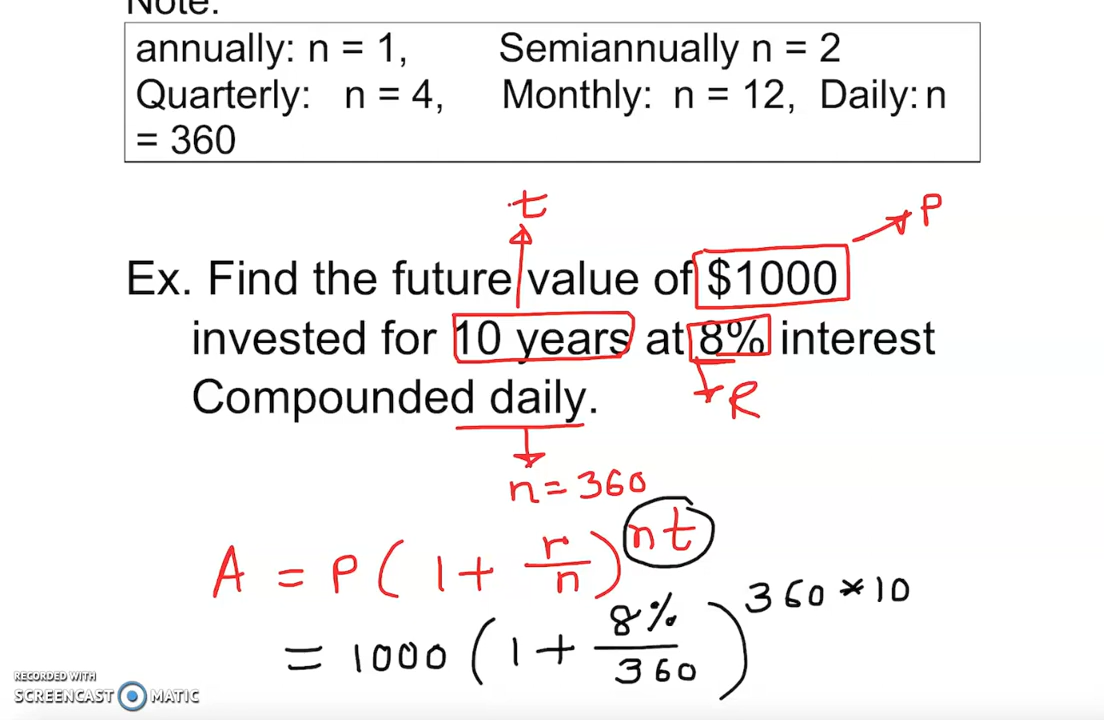 Note:
annually: n = 1, Semiannually n = 2
Quarterly: n = 4, Monthly: n = 12, Daily: n
= 360
t
P
Ex. Find the future value of $1000
invested for 10 years at 8% interest
Compounded daily.
R
n = 360
A = P ( 1 + r/n ) nt
= 1000 ( 1 + 8%/360 ) 360 * 10
RECORDED WITH
SCREENCAST MATIC